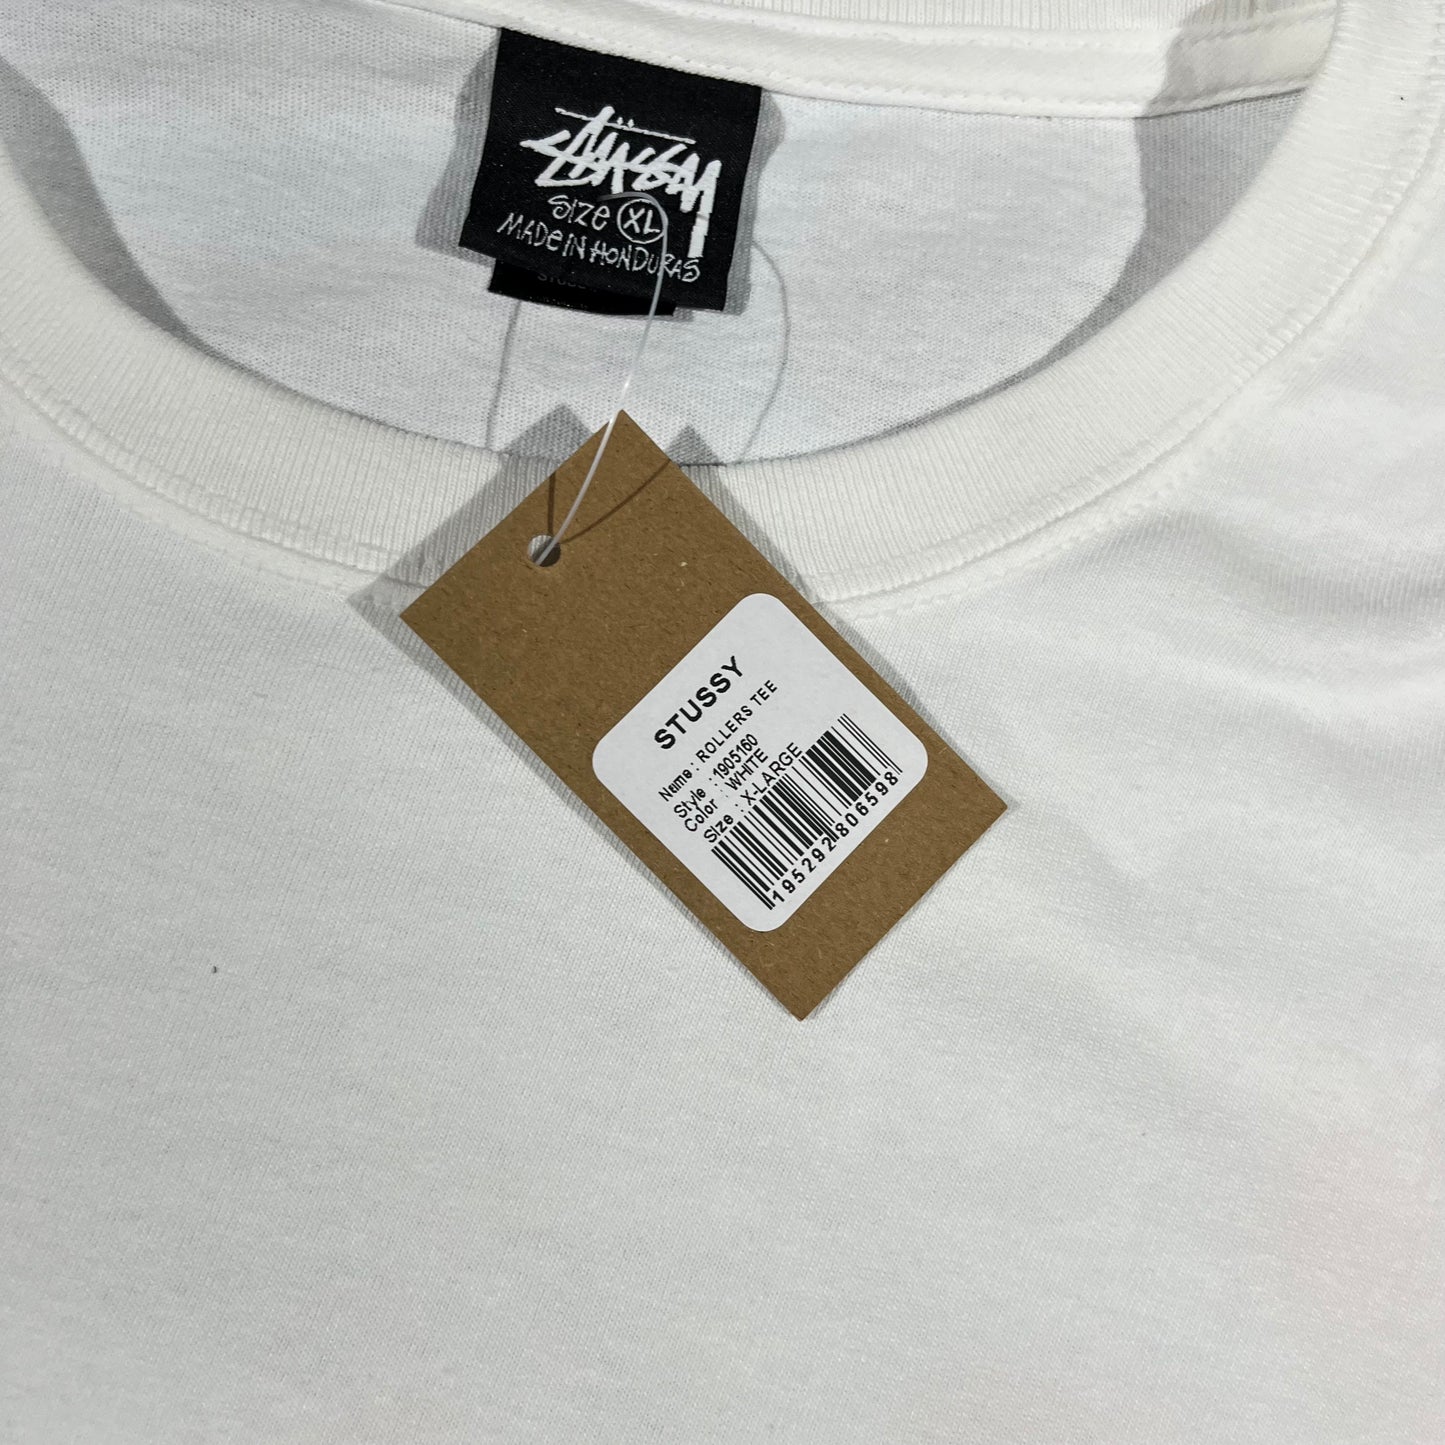 STÜSSY
SIZE XL
MADE IN HONDURAS
STUSSY
Name : ROLLERS TEE
Style : 1905160
Color : WHITE
Size : X-LARGE
195292806598